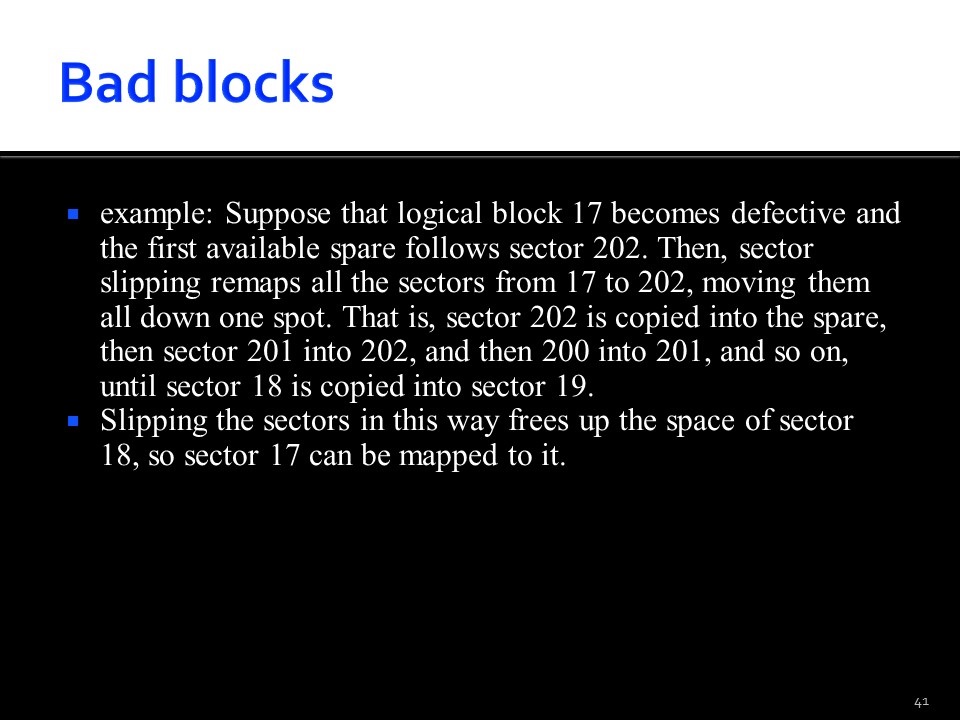 Bad blocks
example: Suppose that logical block 17 becomes defective and
the first available spare follows sector 202. Then, sector
slipping remaps all the sectors from 17 to 202, moving them
all down one spot. That is, sector 202 is copied into the spare,
then sector 201 into 202, and then 200 into 201, and so on,
until sector 18 is copied into sector 19.
Slipping the sectors in this way frees up the space of sector
18, so sector 17 can be mapped to it.
41